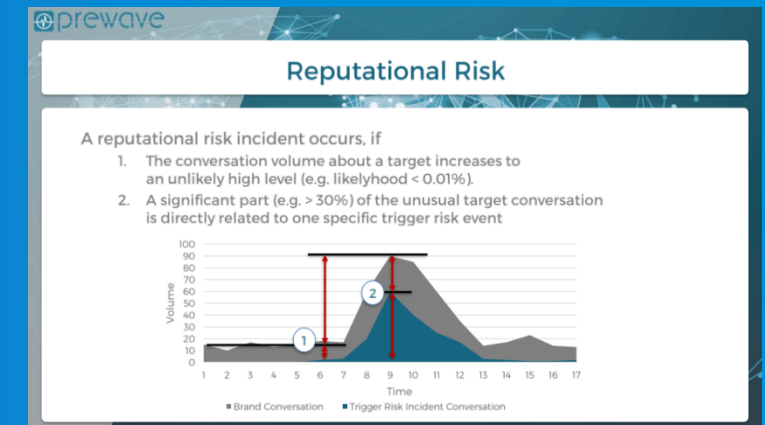 prewave
Reputational Risk
A reputational risk incident occurs, if
1. The conversation volume about a target increases to
an unlikely high level (e.g. likelyhood < 0.01%).
2. A significant part (e.g. > 30%) of the unusual target conversation
is directly related to one specific trigger risk event
100
90
80
70
60
50
40
30
20
10
0
Volume
1
2
1 2 3 4 5 6 7 8 9 10 11 12 13 14 15 16 17
Time
Brand Conversation Trigger Risk Incident Conversation